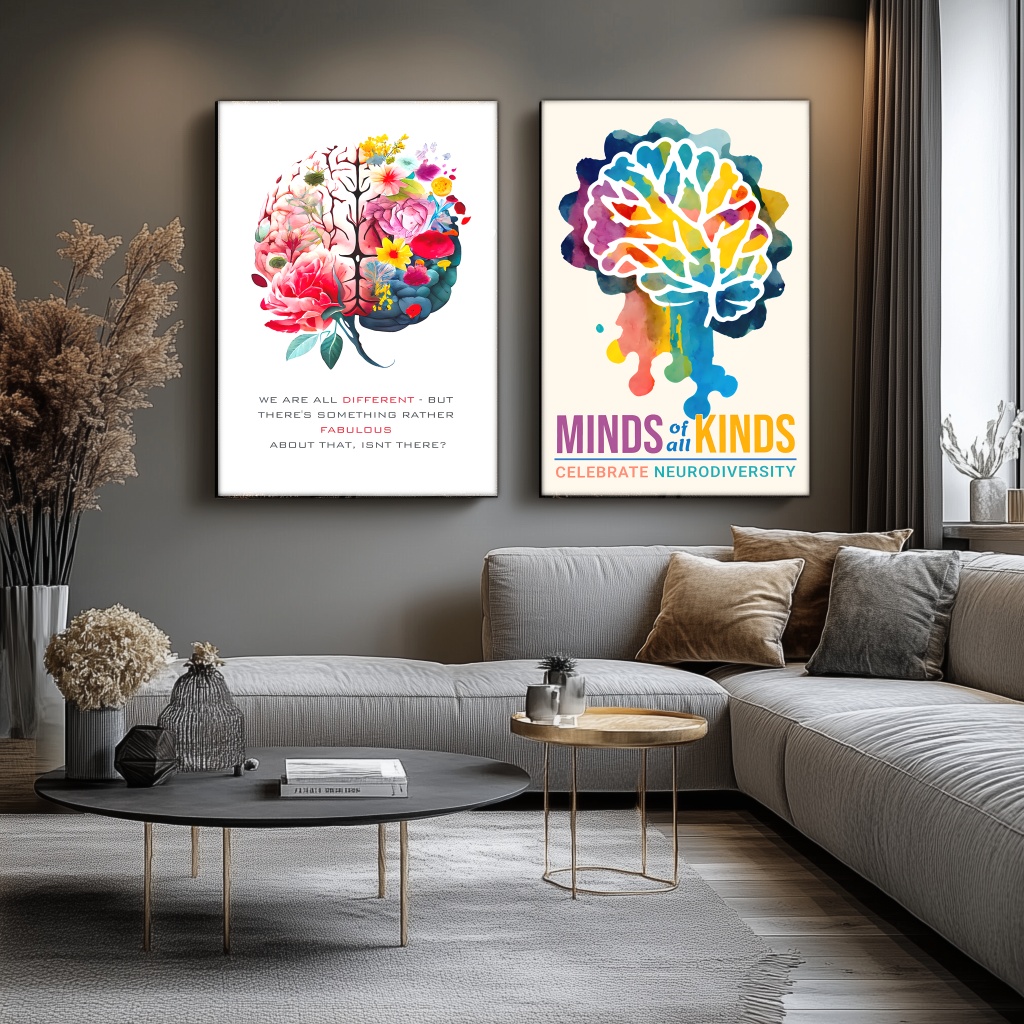 WE ARE ALL DIFFERENT - BUT
THERE'S SOMETHING RATHER
FABULOUS
ABOUT THAT, ISNT THERE?
MINDS of all KINDS
CELEBRATE NEURODIVERSITY